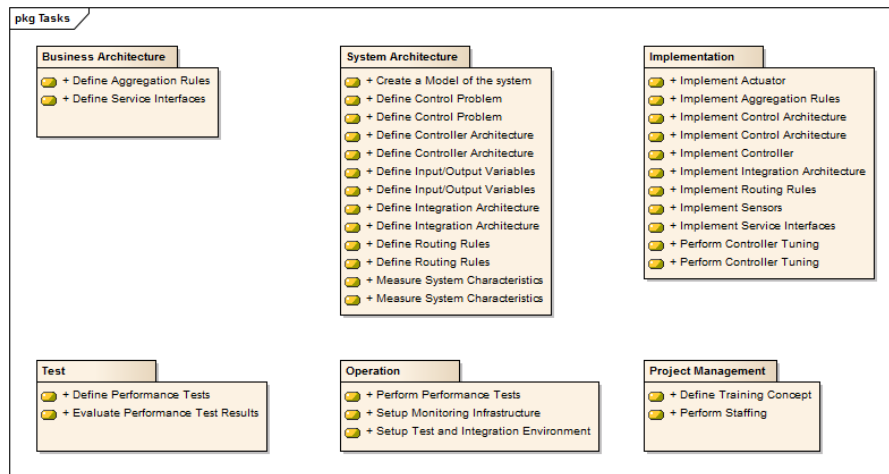 pkg Tasks
Business Architecture
+ Define Aggregation Rules
+ Define Service Interfaces
System Architecture
+ Create a Model of the system
+ Define Control Problem
+ Define Control Problem
+ Define Controller Architecture
+ Define Controller Architecture
+ Define Input/Output Variables
+ Define Input/Output Variables
+ Define Integration Architecture
+ Define Integration Architecture
+ Define Routing Rules
+ Define Routing Rules
+ Measure System Characteristics
+ Measure System Characteristics
Implementation
+ Implement Actuator
+ Implement Aggregation Rules
+ Implement Control Architecture
+ Implement Control Architecture
+ Implement Controller
+ Implement Integration Architecture
+ Implement Routing Rules
+ Implement Sensors
+ Implement Service Interfaces
+ Perform Controller Tuning
+ Perform Controller Tuning
Test
+ Define Performance Tests
+ Evaluate Performance Test Results
Operation
+ Perform Performance Tests
+ Setup Monitoring Infrastructure
+ Setup Test and Integration Environment
Project Management
+ Define Training Concept
+ Perform Staffing